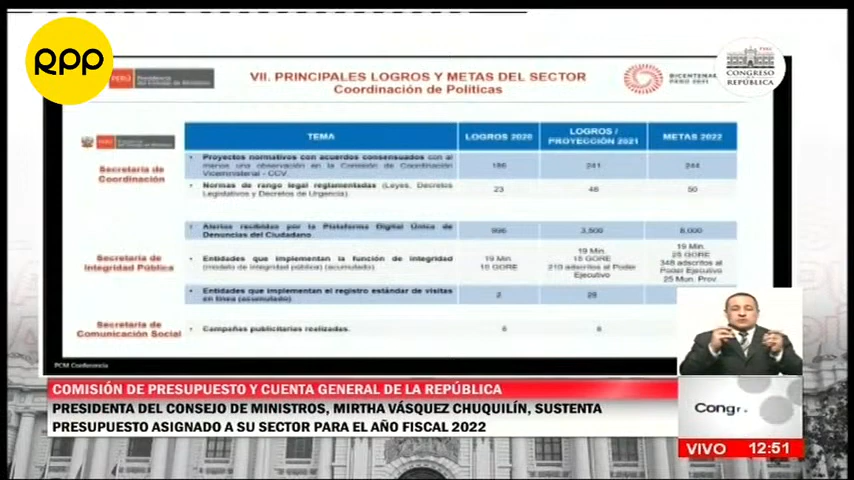 rpp
PERÚ Presidencia del Consejo de Ministros
VII. PRINCIPALES LOGROS Y METAS DEL SECTOR
Coordinación de Políticas
BICENTENARIO
PERÚ 2021
CONGRESO
REPÚBLICA
TEMA LOGROS 2020 LOGROS / PROYECCIÓN 2021 METAS 2022
Secretaría de Coordinación
Proyectos normativos con acuerdos consensuados con al menos una observación en la Comisión de Coordinación Viceministerial - CCV. 186 241 244
Normas de rango legal reglamentadas (Leyes, Decretos Legislativos y Decretos de Urgencia). 23 48 50
Secretaría de Integridad Pública
Alertas recibidas por la Plataforma Digital Única de Denuncias del Ciudadano. 996 3,500 8,000
Entidades que implementan la función de integridad (modelo de integridad pública) (acumulado) 19 Min. 15 GORE 19 Min. 15 GORE 210 adscritos al Poder Ejecutivo 19 Min. 25 GORE 348 adscritos al Poder Ejecutivo 25 Mun. Prov.
Entidades que implementan el registro estándar de visitas en línea (acumulado) 2 28
Secretaría de Comunicación Social
Campañas publicitarias realizadas. 6
PCM Conferencia
COMISIÓN DE PRESUPUESTO Y CUENTA GENERAL DE LA REPÚBLICA
PRESIDENTA DEL CONSEJO DE MINISTROS, MIRTHA VÁSQUEZ CHUQUILÍN, SUSTENTA
PRESUPUESTO ASIGNADO A SU SECTOR PARA EL AÑO FISCAL 2022
Congr
VIVO 12:51